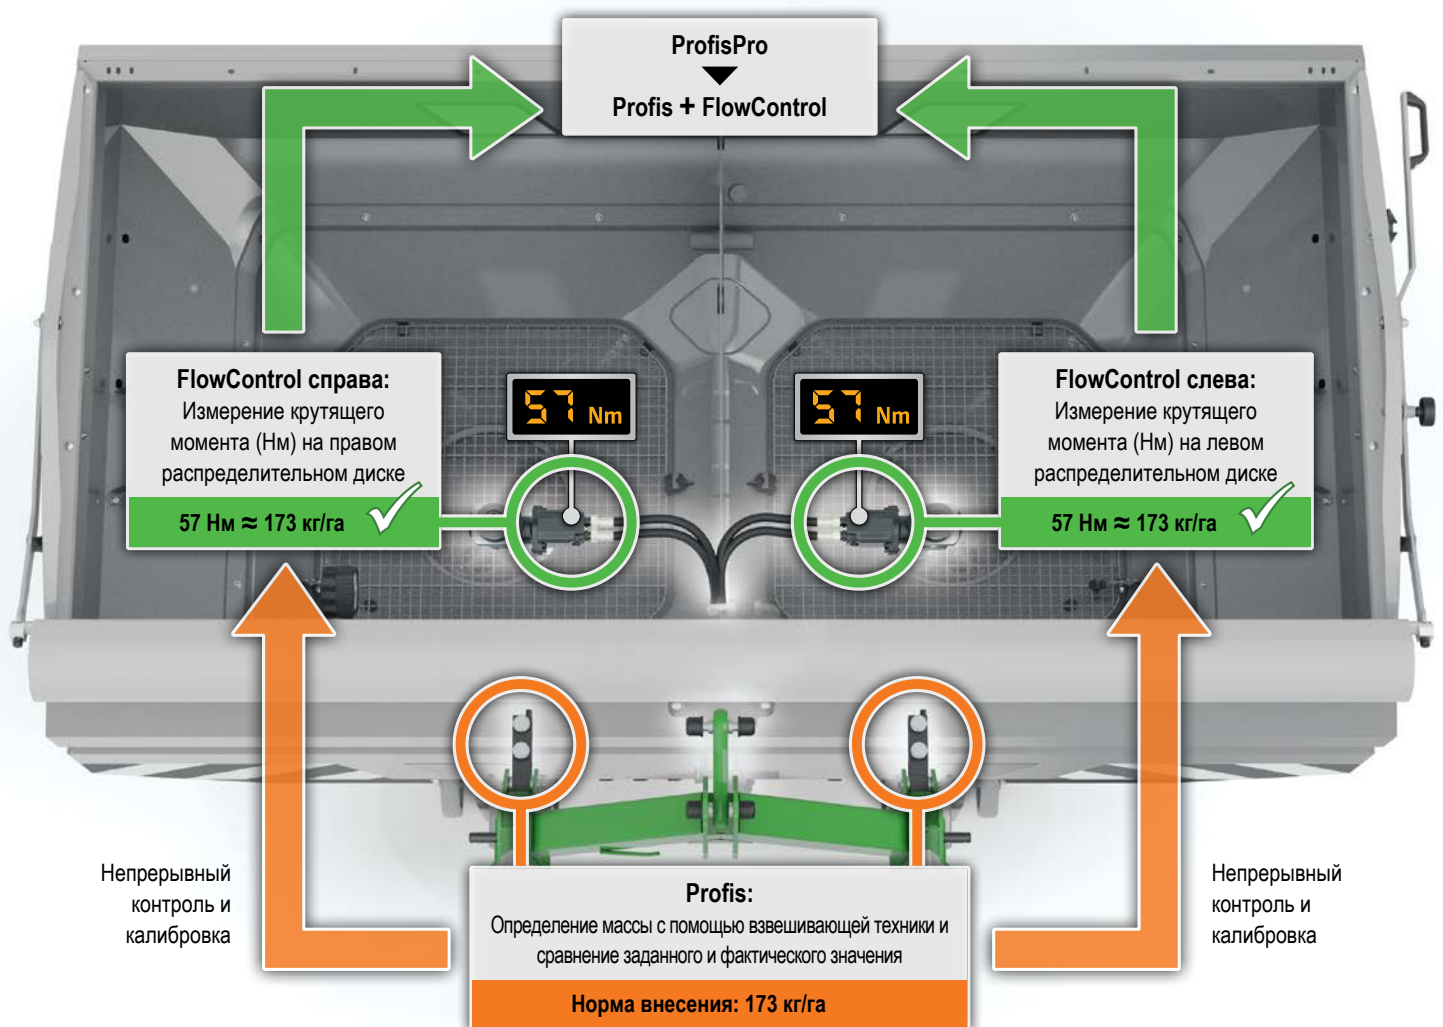 ProfisPro
Profis + FlowControl
FlowControl справа:
Измерение крутящего
момента (Нм) на правом
распределительном диске
57 Нм ≈ 173 кг/га
57 Nm
57 Nm
FlowControl слева:
Измерение крутящего
момента (Нм) на левом
распределительном диске
57 Нм ≈ 173 кг/га
Непрерывный
контроль и
калибровка
Profis:
Определение массы с помощью взвешивающей техники и
сравнение заданного и фактического значения
Норма внесения: 173 кг/га
Непрерывный
контроль и
калибровка